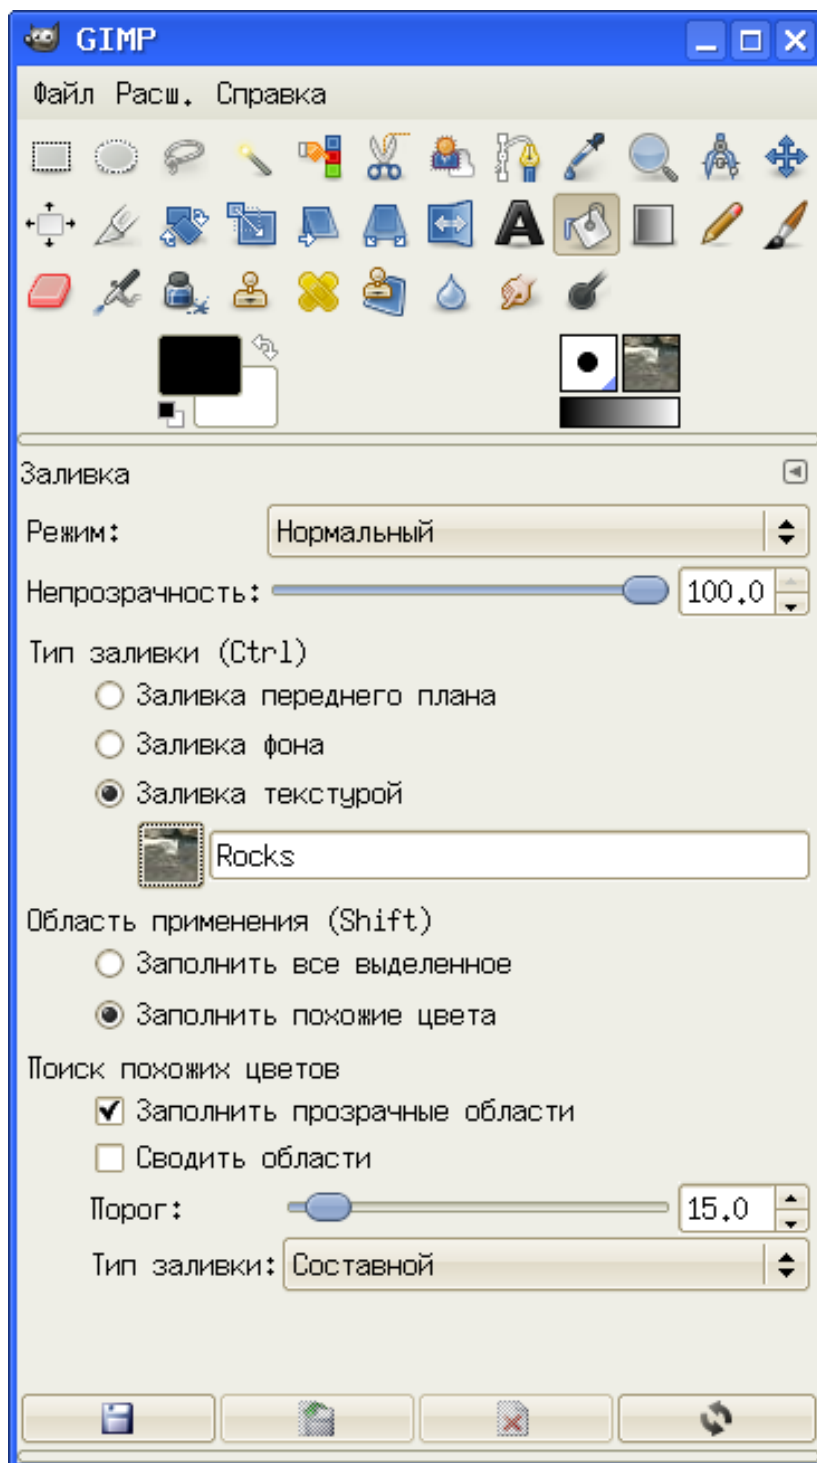 GIMP
Файл Расш. Справка
Заливка
Режим: Нормальный
Непрозрачность: 100.0
Тип заливки (Ctrl)
Заливка переднего плана
Заливка фона
Заливка текстурой
Rocks
Область применения (Shift)
Заполнить все выделенное
Заполнить похожие цвета
Поиск похожих цветов
Заполнить прозрачные области
Сводить области
Порог: 15.0
Тип заливки: Составной